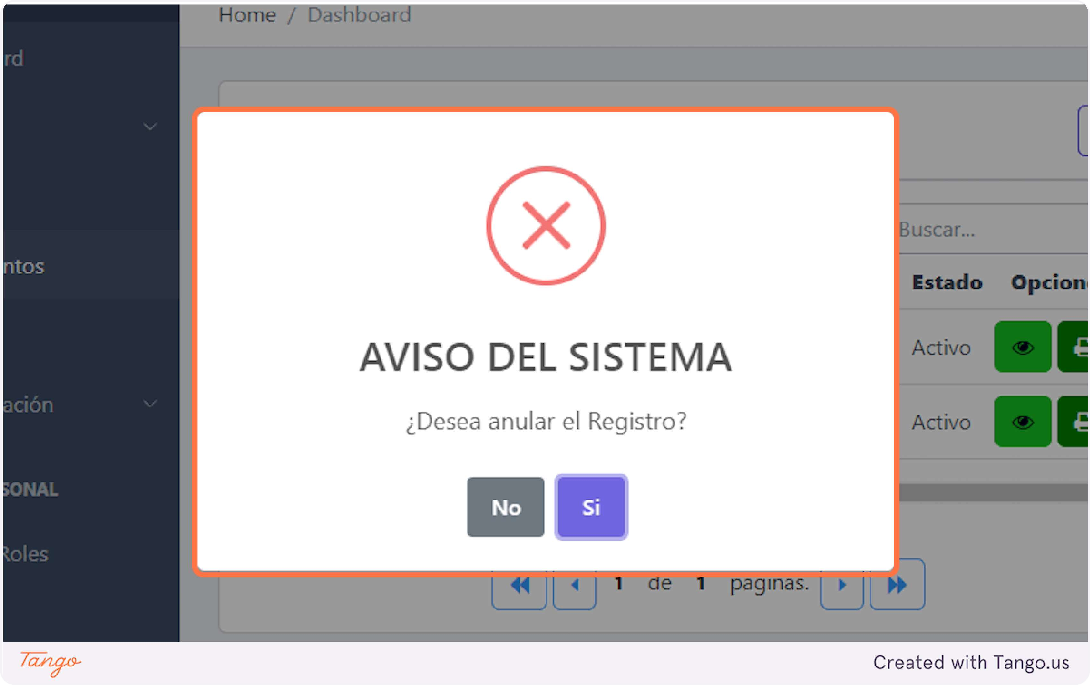 Home / Dashboard
rd
Buscar...
ntos
Estado Opcion
AVISO DEL SISTEMA
Activo
ación
¿Desea anular el Registro?
Activo
SONAL
No Si
Roles
1 de 1 paginas.
Tango
Created with Tango.us